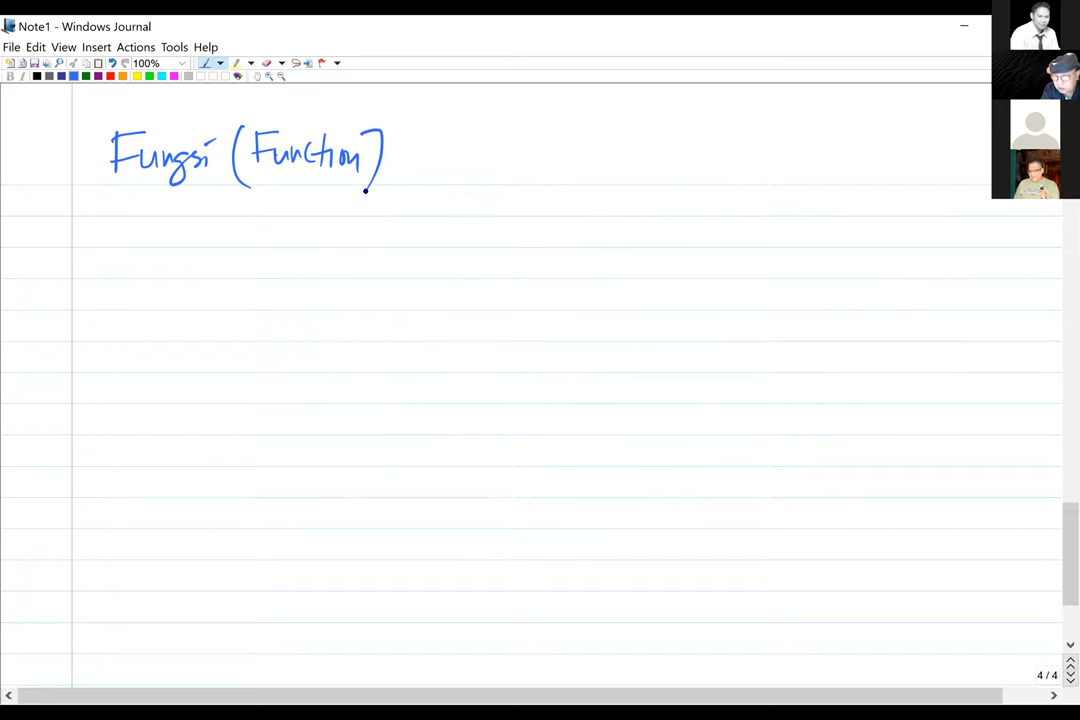 Note1 - Windows Journal
File Edit View Insert Actions Tools Help
100%
B I
Fungsi (Function)
4 / 4